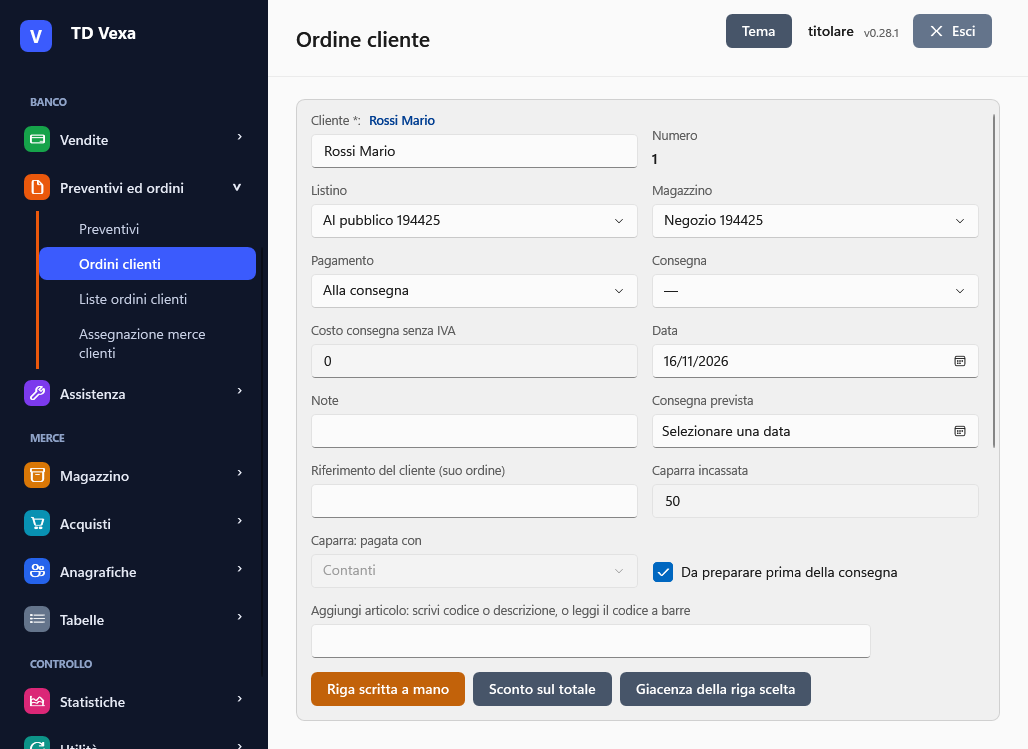 V
TD Vexa
BANCO
Vendite
Preventivi ed ordini
Preventivi
Ordini clienti
Liste ordini clienti
Assegnazione merce
clienti
Assistenza
MERCE
Magazzino
Acquisti
Anagrafiche
Tabelle
CONTROLLO
Statistiche
Utilità
Ordine cliente
Tema
titolare v0.28.1
Esci
Cliente *: Rossi Mario
Rossi Mario
Numero
1
Listino
Al pubblico 194425
Magazzino
Negozio 194425
Pagamento
Alla consegna
Consegna
—
Costo consegna senza IVA
0
Data
16/11/2026
Note
Consegna prevista
Selezionare una data
Riferimento del cliente (suo ordine)
Caparra incassata
50
Caparra: pagata con
Contanti
Da preparare prima della consegna
Aggiungi articolo: scrivi codice o descrizione, o leggi il codice a barre
Riga scritta a mano
Sconto sul totale
Giacenza della riga scelta